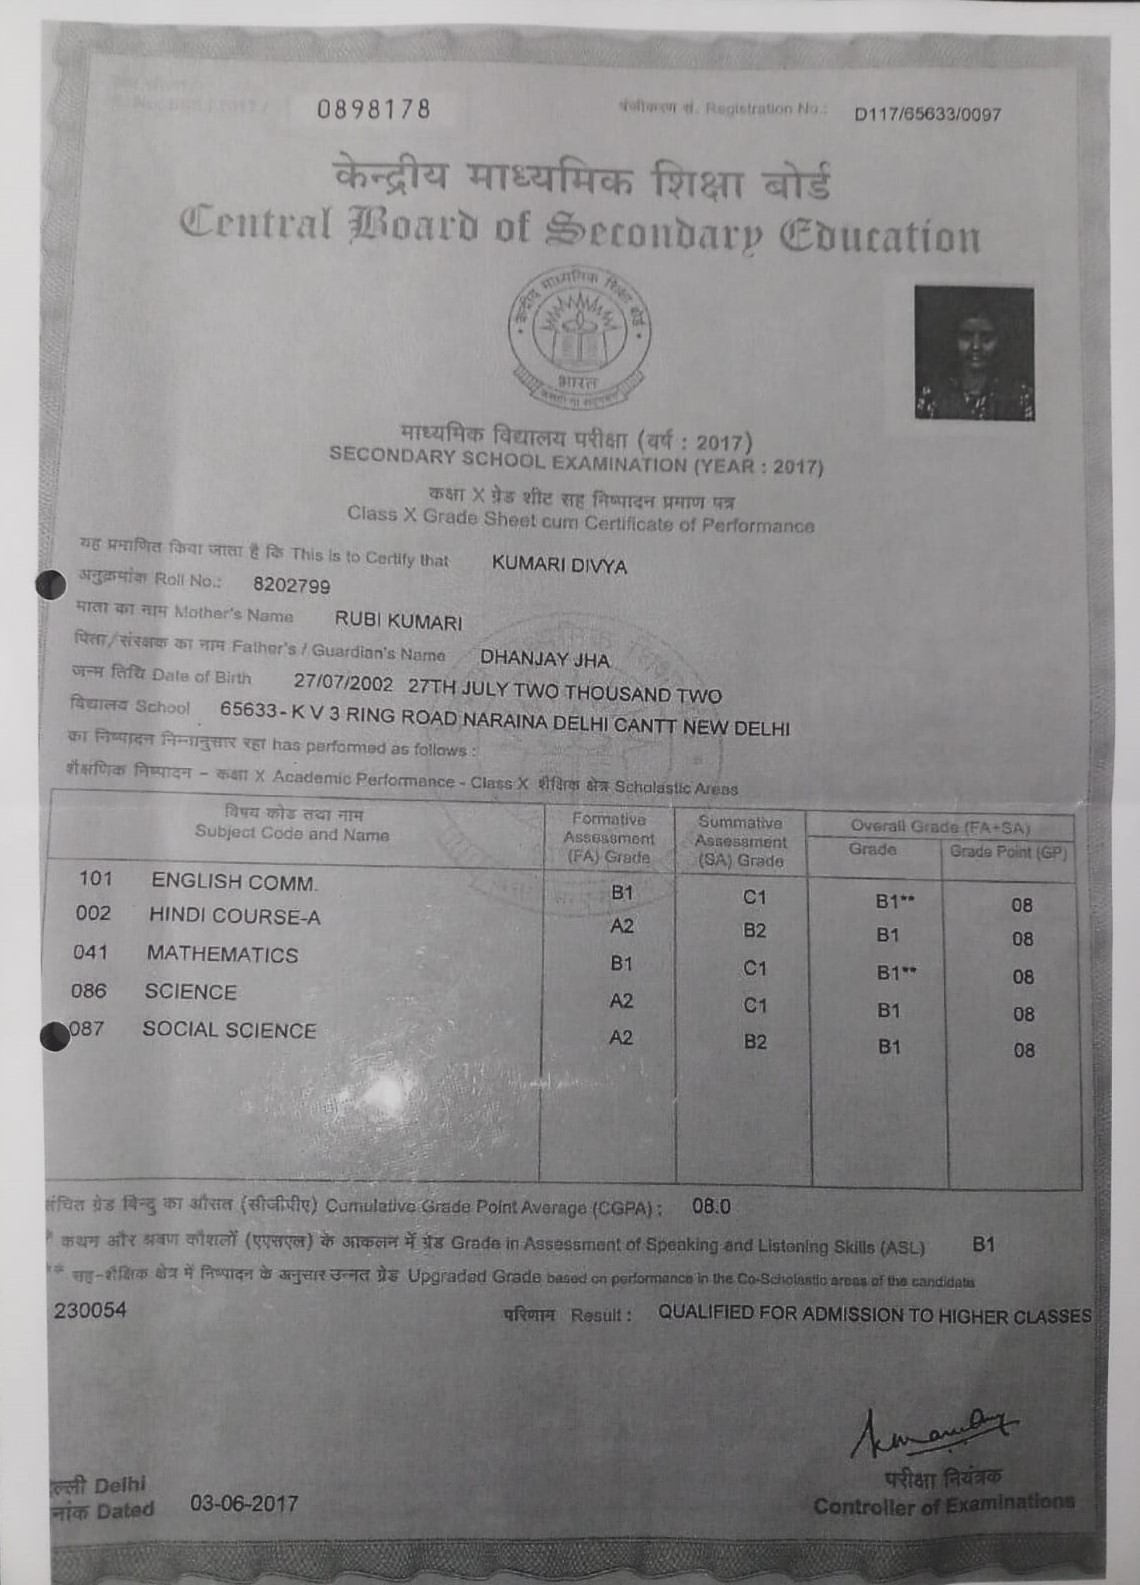 0898178
पंजीकरण सं. Registration No.: D117/65633/0097
केन्द्रीय माध्यमिक शिक्षा बोर्ड
Central Board of Secondary Education
केन्द्रीय माध्यमिक शिक्षा बोर्ड
भारत
माध्यमिक विद्यालय परीक्षा (वर्ष : 2017)
SECONDARY SCHOOL EXAMINATION (YEAR : 2017)
कक्षा X ग्रेड शीट सह निष्पादन प्रमाण पत्र
Class X Grade Sheet cum Certificate of Performance
यह प्रमाणित किया जाता है कि This is to Certify that KUMARI DIVYA
अनुक्रमांक Roll No.: 8202799
माता का नाम Mother's Name RUBI KUMARI
पिता/संरक्षक का नाम Father's / Guardian's Name DHANJAY JHA
जन्म तिथि Date of Birth 27/07/2002 27TH JULY TWO THOUSAND TWO
विद्यालय School 65633- K V 3 RING ROAD NARAINA DELHI CANTT NEW DELHI
का निष्पादन निम्नानुसार रहा has performed as follows :
शैक्षणिक निष्पादन – कक्षा X Academic Performance - Class X शैक्षिक क्षेत्र Scholastic Areas
विषय कोड तथा नाम
Subject Code and Name
Formative Assessment (FA) Grade
Summative Assessment (SA) Grade
Overall Grade (FA+SA)
Grade Grade Point (GP)
101 ENGLISH COMM. B1 C1 B1** 08
002 HINDI COURSE-A A2 B2 B1 08
041 MATHEMATICS B1 C1 B1** 08
086 SCIENCE A2 C1 B1 08
087 SOCIAL SCIENCE A2 B2 B1 08
संचित ग्रेड बिन्दु का औसत (सीजीपीए) Cumulative Grade Point Average (CGPA) : 08.0
* कथन और श्रवण कौशलों (एएसएल) के आकलन में ग्रेड Grade in Assessment of Speaking and Listening Skills (ASL) B1
** सह-शैक्षिक क्षेत्र में निष्पादन के अनुसार उन्नत ग्रेड Upgraded Grade based on performance in the Co-Scholastic areas of the candidate
230054 परिणाम Result : QUALIFIED FOR ADMISSION TO HIGHER CLASSES
ल्ली Delhi
नांक Dated 03-06-2017
परीक्षा नियंत्रक
Controller of Examinations